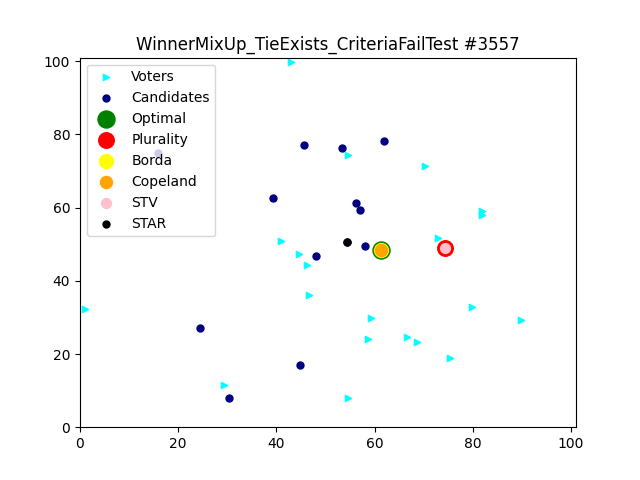 WinnerMixUp_TieExists_CriteriaFailTest #3557
100
80
60
40
20
0
Voters
Candidates
Optimal
Plurality
Borda
Copeland
STV
STAR
0 20 40 60 80 100